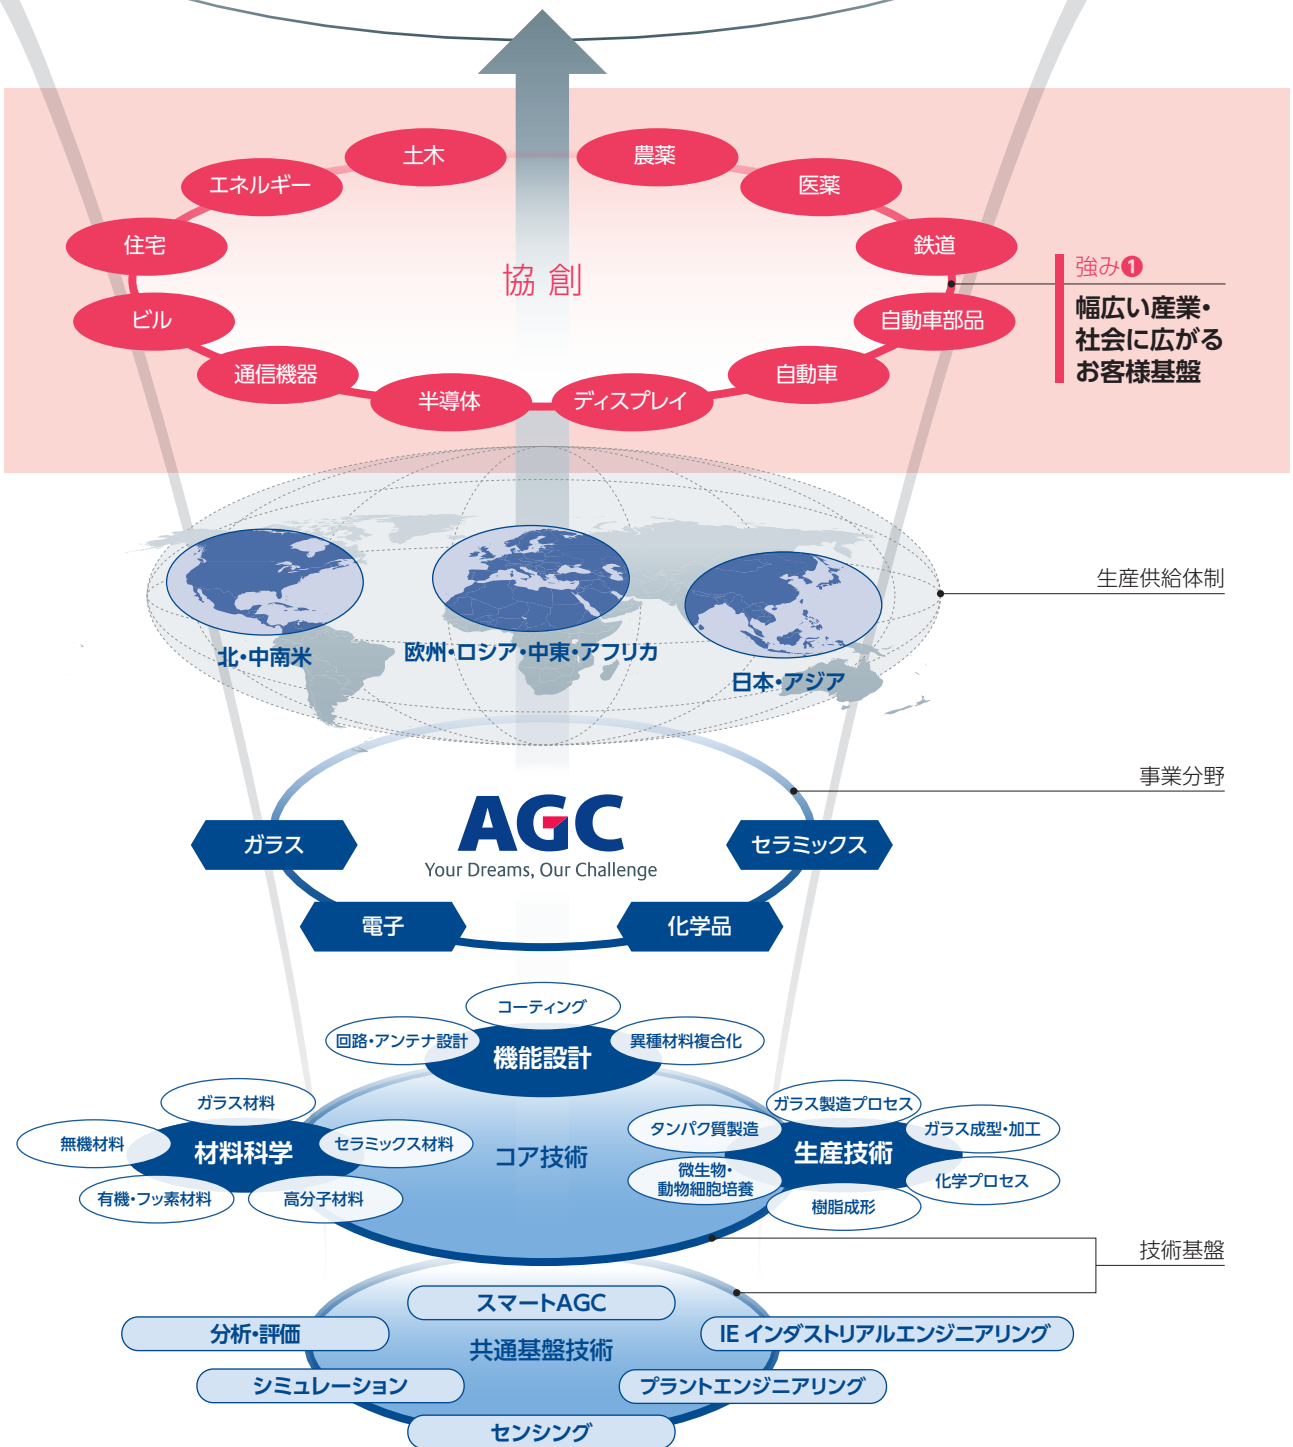 土木
農薬
エネルギー
医薬
住宅
鉄道
協創
強み❶
幅広い産業・
社会に広がる
お客様基盤
ビル
自動車部品
通信機器
自動車
半導体
ディスプレイ
生産供給体制
北・中南米
欧州・ロシア・中東・アフリカ
日本・アジア
事業分野
AGC
Your Dreams, Our Challenge
ガラス
セラミックス
電子
化学品
コーティング
回路・アンテナ設計
異種材料複合化
機能設計
ガラス材料
無機材料
材料科学
セラミックス材料
有機・フッ素材料
高分子材料
コア技術
ガラス製造プロセス
タンパク質製造
ガラス成型・加工
生産技術
微生物・
動物細胞培養
化学プロセス
樹脂成形
技術基盤
スマートAGC
分析・評価
IE インダストリアルエンジニアリング
共通基盤技術
シミュレーション
プラントエンジニアリング
センシング